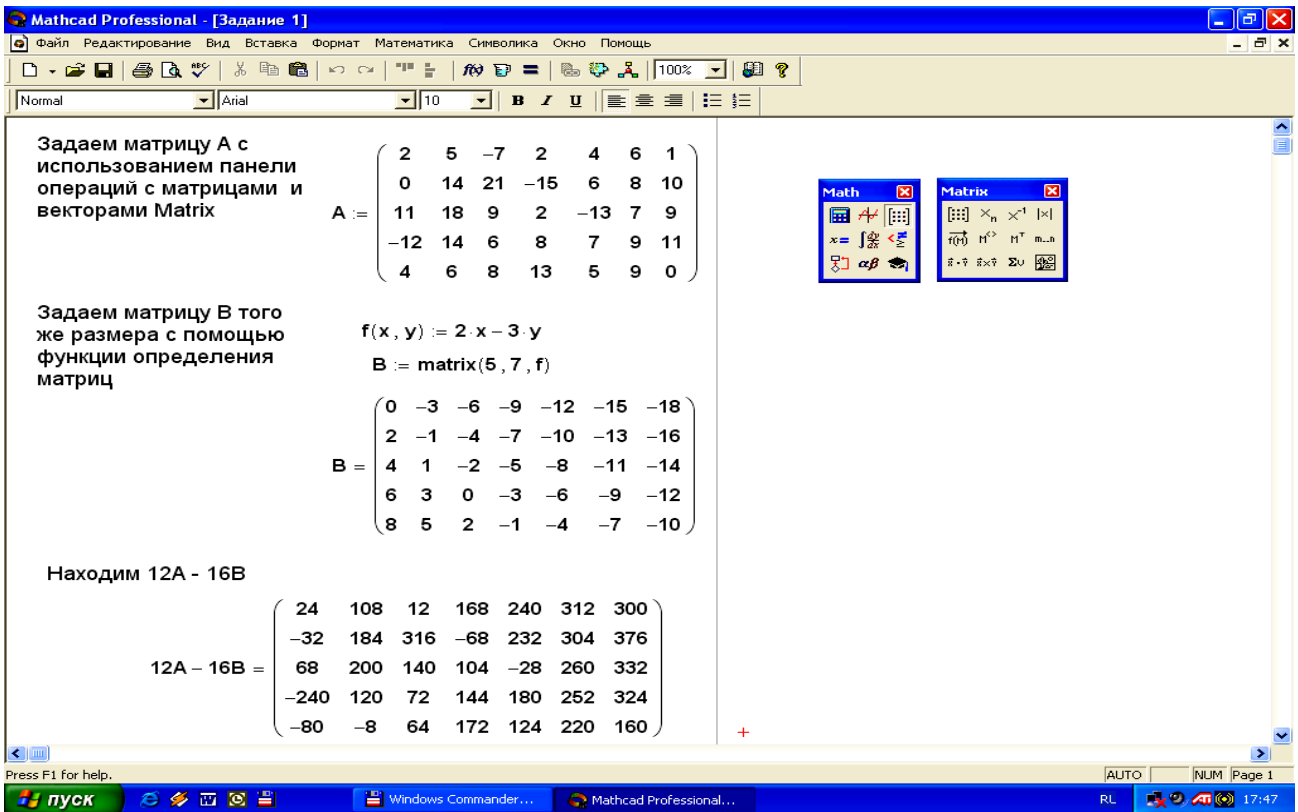 Mathcad Professional - [Задание 1]
Файл Редактирование Вид Вставка Формат Математика Символика Окно Помощь
100%
Normal Arial 10 B I U
Задаем матрицу А с
использованием панели
операций с матрицами и
векторами Matrix
A :=
2 5 −7 2 4 6 1
0 14 21 −15 6 8 10
11 18 9 2 −13 7 9
−12 14 6 8 7 9 11
4 6 8 13 5 9 0
Math
Matrix
Задаем матрицу В того
же размера с помощью
функции определения
матриц
f(x , y) := 2·x − 3·y
B := matrix(5 , 7 , f)
B =
0 −3 −6 −9 −12 −15 −18
2 −1 −4 −7 −10 −13 −16
4 1 −2 −5 −8 −11 −14
6 3 0 −3 −6 −9 −12
8 5 2 −1 −4 −7 −10
Находим 12А - 16В
12A − 16B =
24 108 12 168 240 312 300
−32 184 316 −68 232 304 376
68 200 140 104 −28 260 332
−240 120 72 144 180 252 324
−80 −8 64 172 124 220 160
Press F1 for help.
AUTO NUM Page 1
пуск Windows Commander... Mathcad Professional... RL 17:47